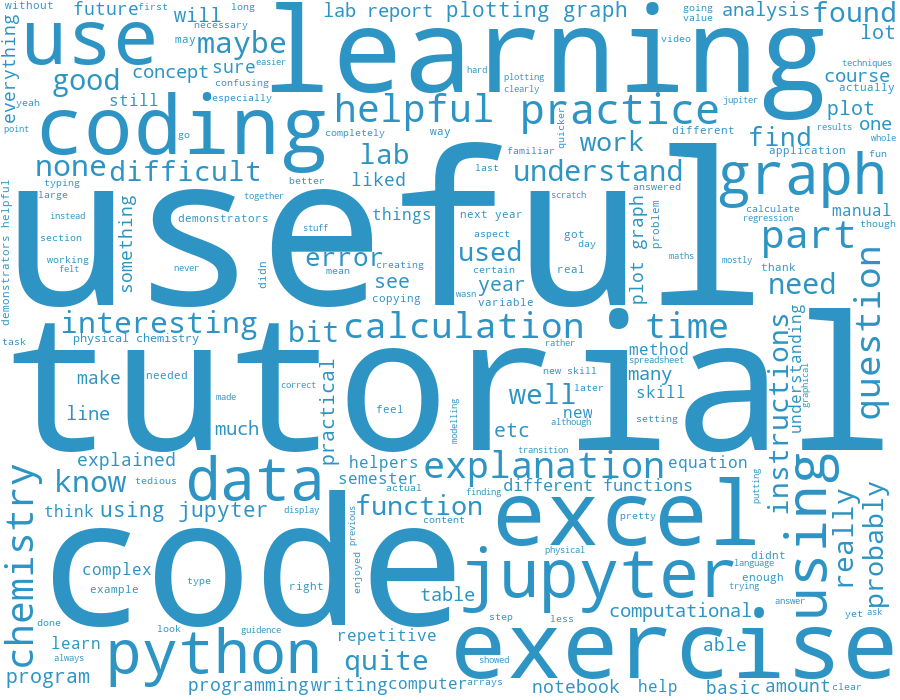 without
future
first
will
lab report
plotting graph
going
value
analysis
found
use
necessary
may
long
maybe
learning
video
lot
everything
good
concept
sure
easier
confusing
hard
plotting
clearly
techniques
course
actually
yeah
still
especially
point
coding
go
helpful
completely
way
practice
quicker
different
jupiter
plot
find
results
one
whole
none
difficult
lab
familiar
work
application
fun
better
liked
last
understand
answered
graph
typing
large
together
scratch
useful
instead
demonstrators
things
next year
plot graph
problem
calculate
regression
manual
though
demonstrators helpful
something
stuff
aspect
got
day
part
section
error
used
maths
mostly
working
felt
never
didn
mean
creating
see
certain
real
thank
copying
year
wasn
variable
need
interesting
bit
calculation
time
question
task
physical chemistry
rather
method
spreadsheet
instructions
understanding
graphical
tutorial
make
needed
correct
practical
new skill
later
many
skill
well
made
line
feel
new
much
modelling
etc
although
setting
transition
explained
helpers
explanation
equation
chemistry
know
tedious
data
semester
different functions
actual
finding
putting
using
really
probably
think
using jupyter
display
function
content
excel
pretty
enjoyed
previous
code
physical
didnt
complex
example
type
right
jupyter
language
enough
trying
table
done
look
guidence
step
less
computational
answer
yet
ask
learn
always
python
repetitive
showed
exercise
able
program
quite
programming
writing
computer
arrays
notebook
help
basic
amount
clear